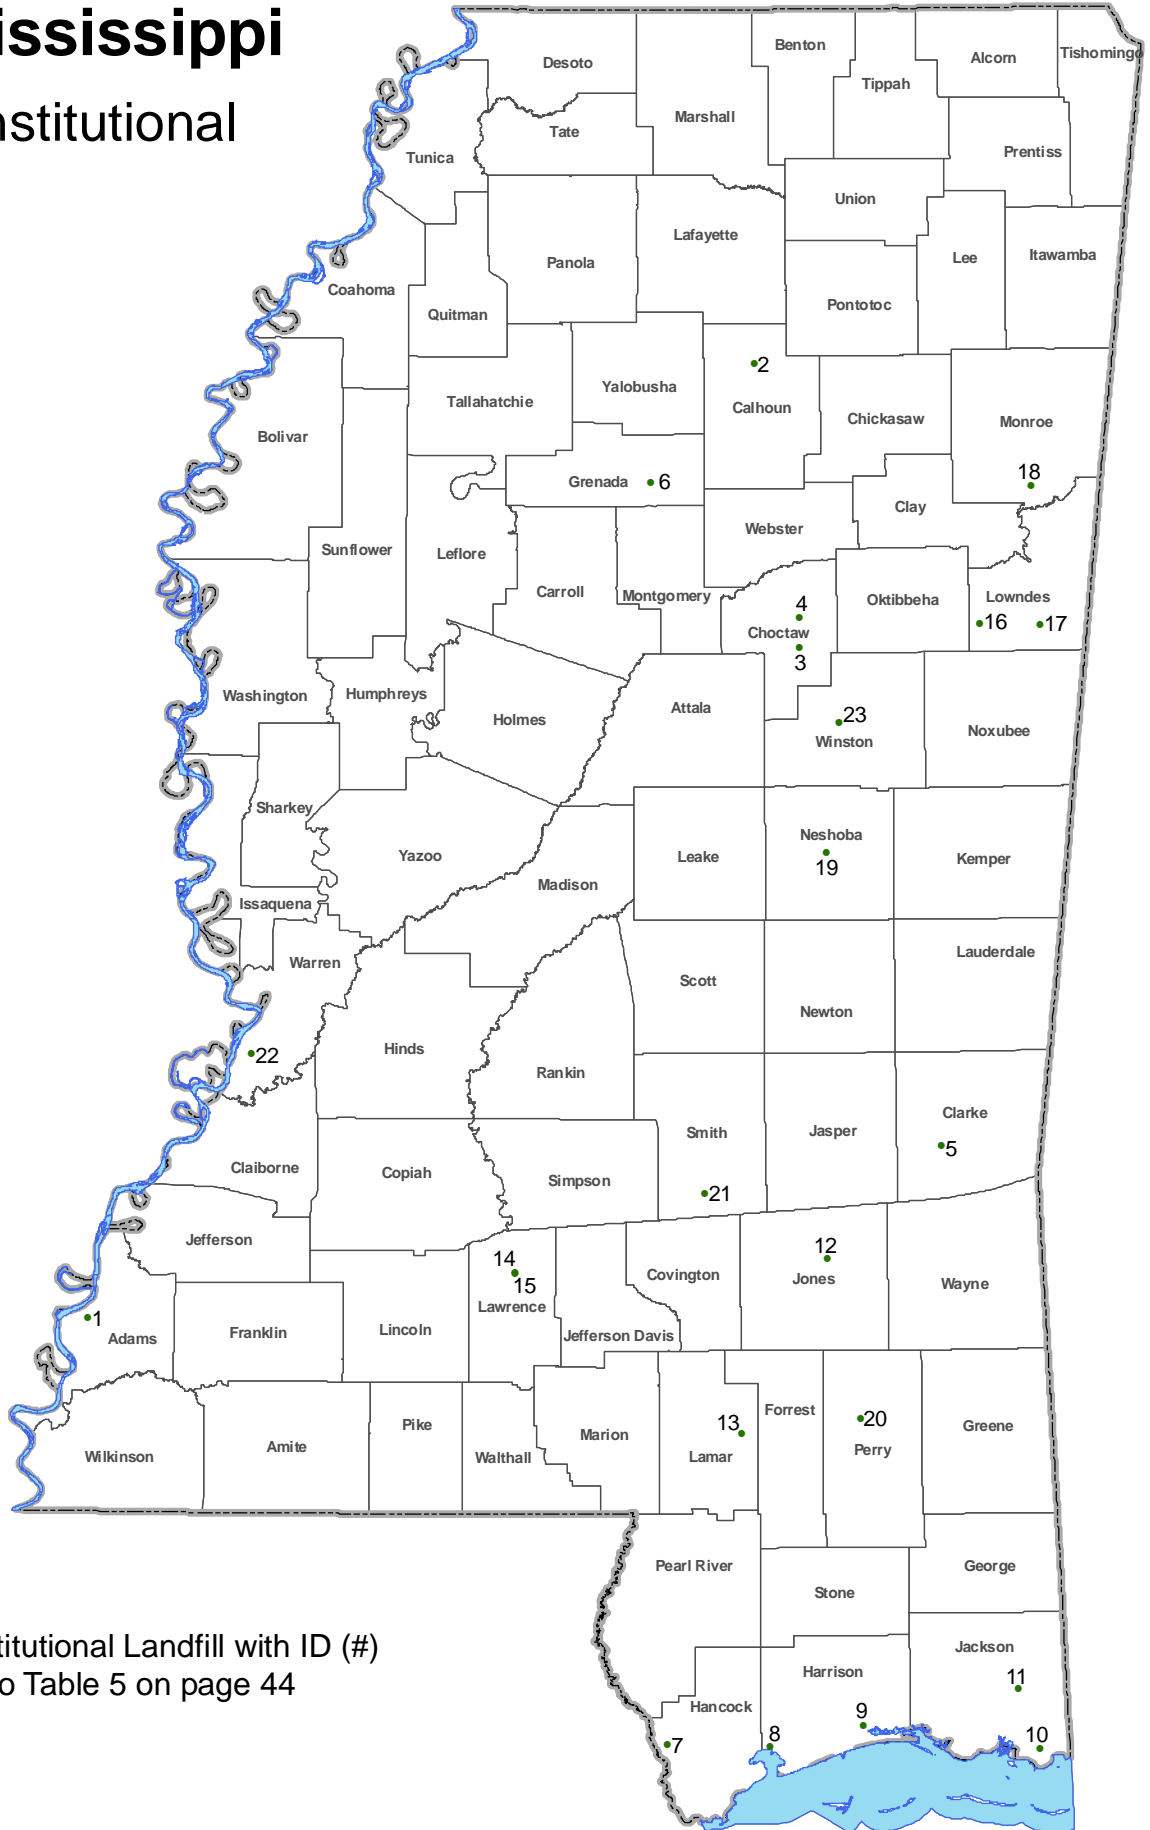 ississippi
nstitutional
Desoto
Benton
Tippah
Alcorn
Tishomingo
Marshall
Tate
Tunica
Prentiss
Union
Lafayette
Panola
Lee
Itawamba
Coahoma
Quitman
Pontotoc
2
Yalobusha
Tallahatchie
Calhoun
Chickasaw
Monroe
Bolivar
18
Grenada 6
Clay
Webster
Sunflower
Leflore
Carroll
Montgomery
4
Oktibbeha
Lowndes
16 17
Choctaw
3
Washington
Humphreys
Holmes
Attala
23
Winston
Noxubee
Sharkey
Neshoba
19
Yazoo
Leake
Kemper
Madison
Issaquena
Warren
Lauderdale
Scott
Newton
22
Hinds
Rankin
Clarke
5
Smith
Jasper
Claiborne
Copiah
Simpson
21
Jefferson
14
15
Lawrence
12
Jones
Covington
Wayne
1
Adams
Franklin
Lincoln
Jefferson Davis
Forrest
13
20
Perry
Greene
Pike
Marion
Amite
Wilkinson
Walthall
Lamar
Pearl River
George
Stone
titutional Landfill with ID (#)
o Table 5 on page 44
Jackson
Harrison
11
Hancock
9
7
8
10